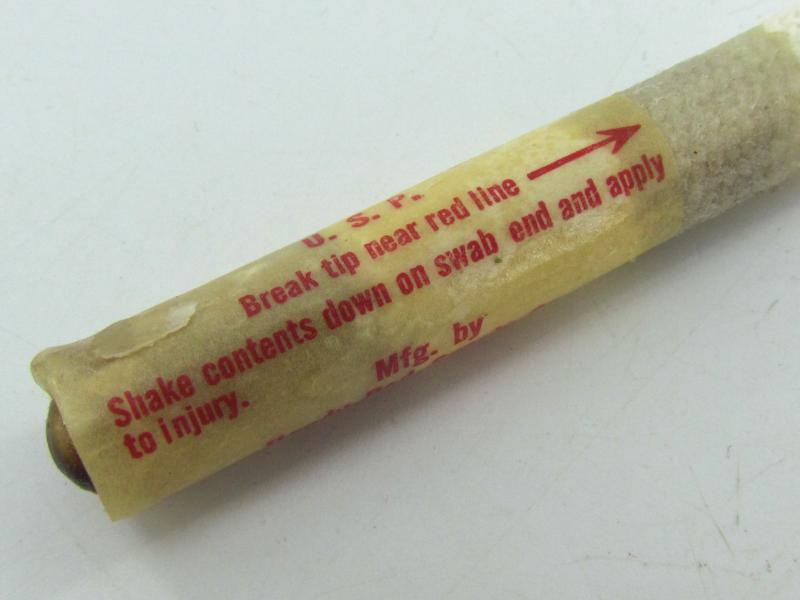 U. S. P.
Break tip near red line
Shake contents down on swab end and apply
to injury.
Mfg. by